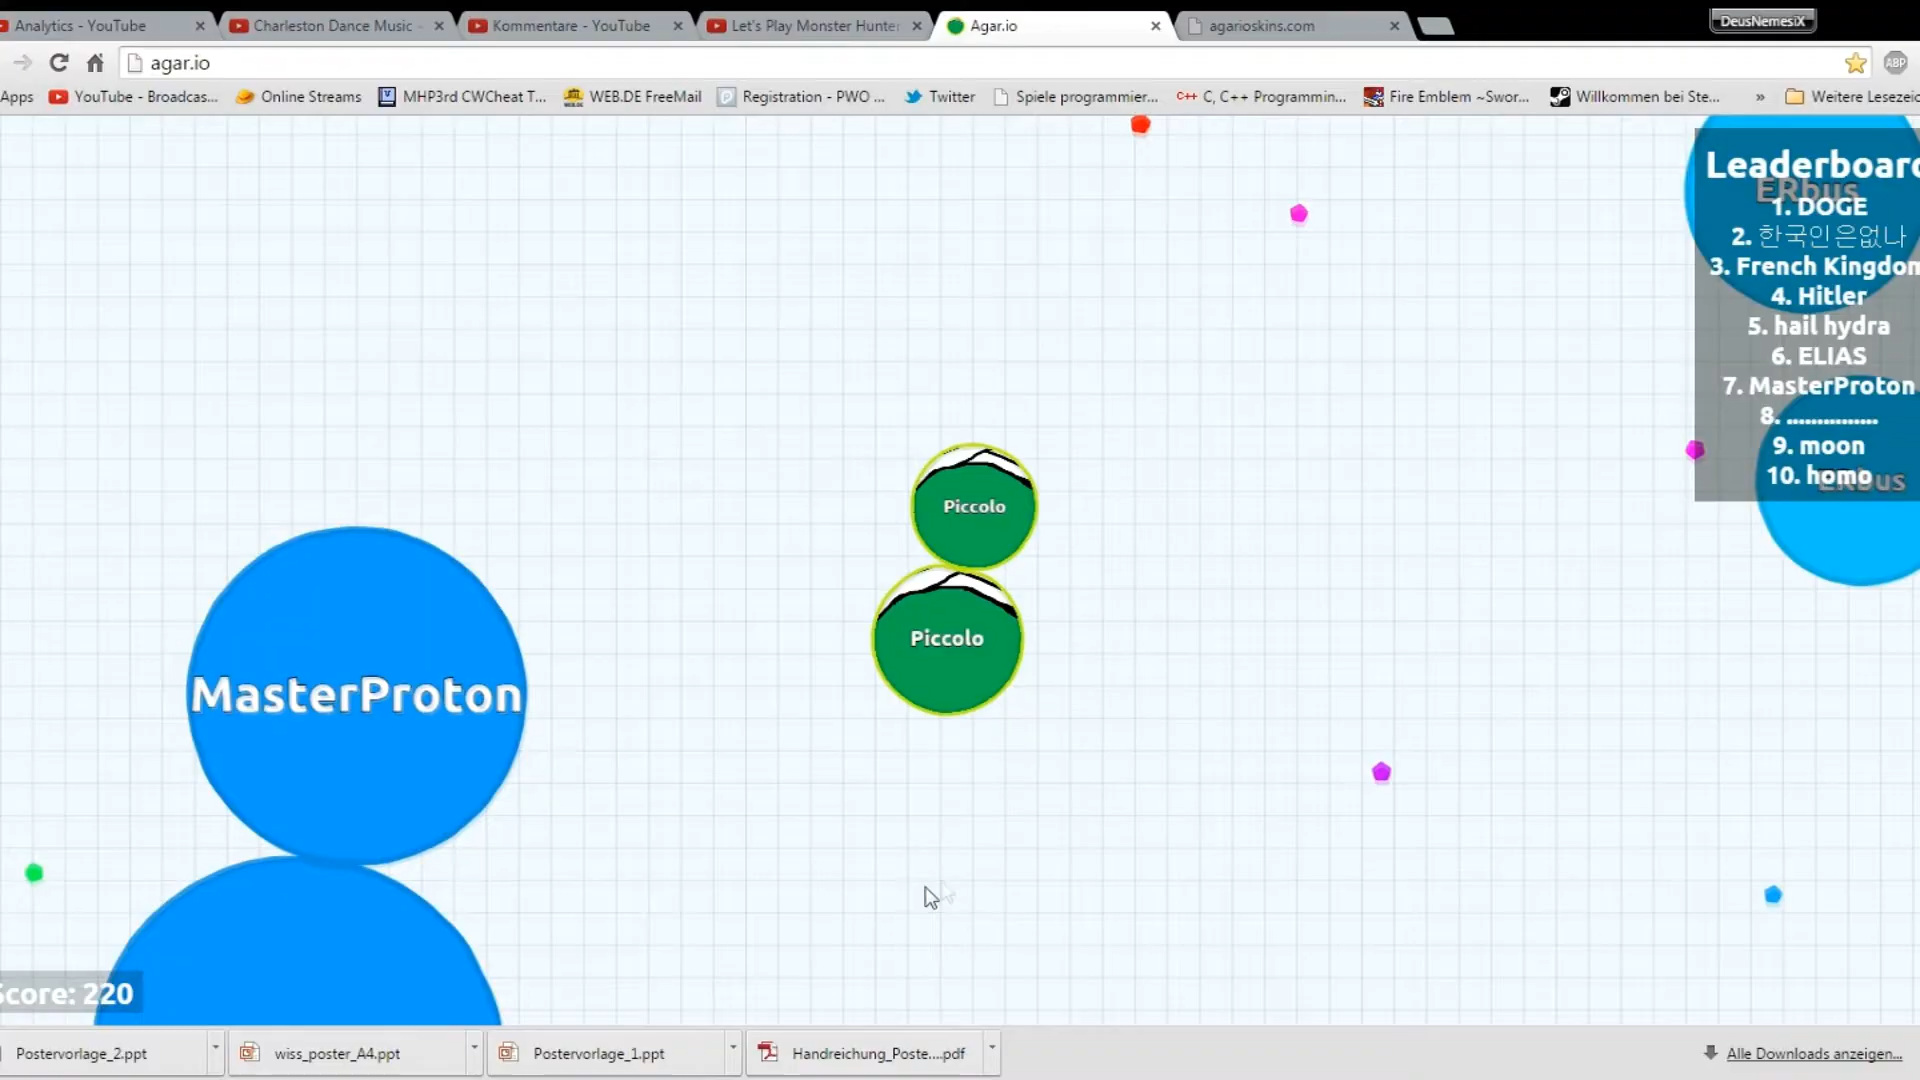 Analytics - YouTube
Charleston Dance Music -
Kommentare - YouTube
Let's Play Monster Hunte
Agar.io
agarioskins.com
DeusNemesiX
agar.io
ABP
Apps
YouTube - Broadcas...
Online Streams
MHP3rd CWCheat T...
WEB.DE FreeMail
Registration - PWO ...
Twitter
Spiele programmier...
C++ C, C++ Programmin...
Fire Emblem ~Swor...
Willkommen bei Ste...
»
Weitere Lesezeic
Leaderboard
ERbus
1. DOGE
2. 한국인은없나
3. French Kingdom
4. Hitler
5. hail hydra
6. ELIAS
7. MasterProton
8. ...............
9. moon
10. homo
ERbus
Piccolo
Piccolo
MasterProton
Score: 220
Postervorlage_2.ppt
wiss_poster_A4.ppt
Postervorlage_1.ppt
Handreichung_Poste....pdf
Alle Downloads anzeigen...